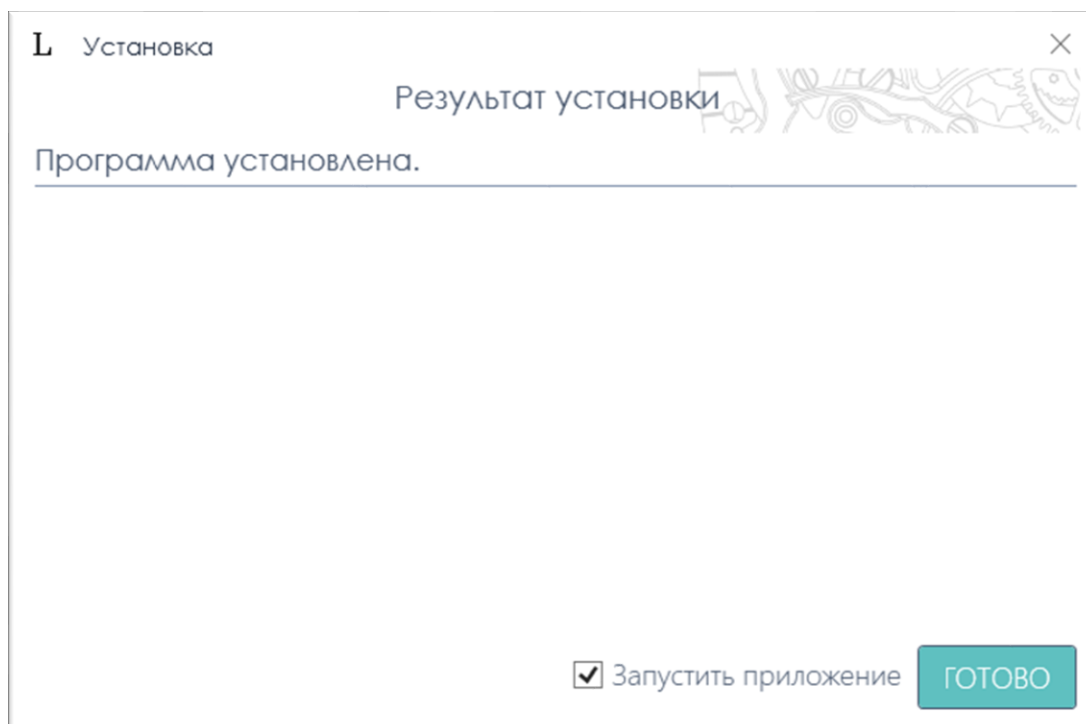 L Установка
Результат установки
Программа установлена.
Запустить приложение ГОТОВО